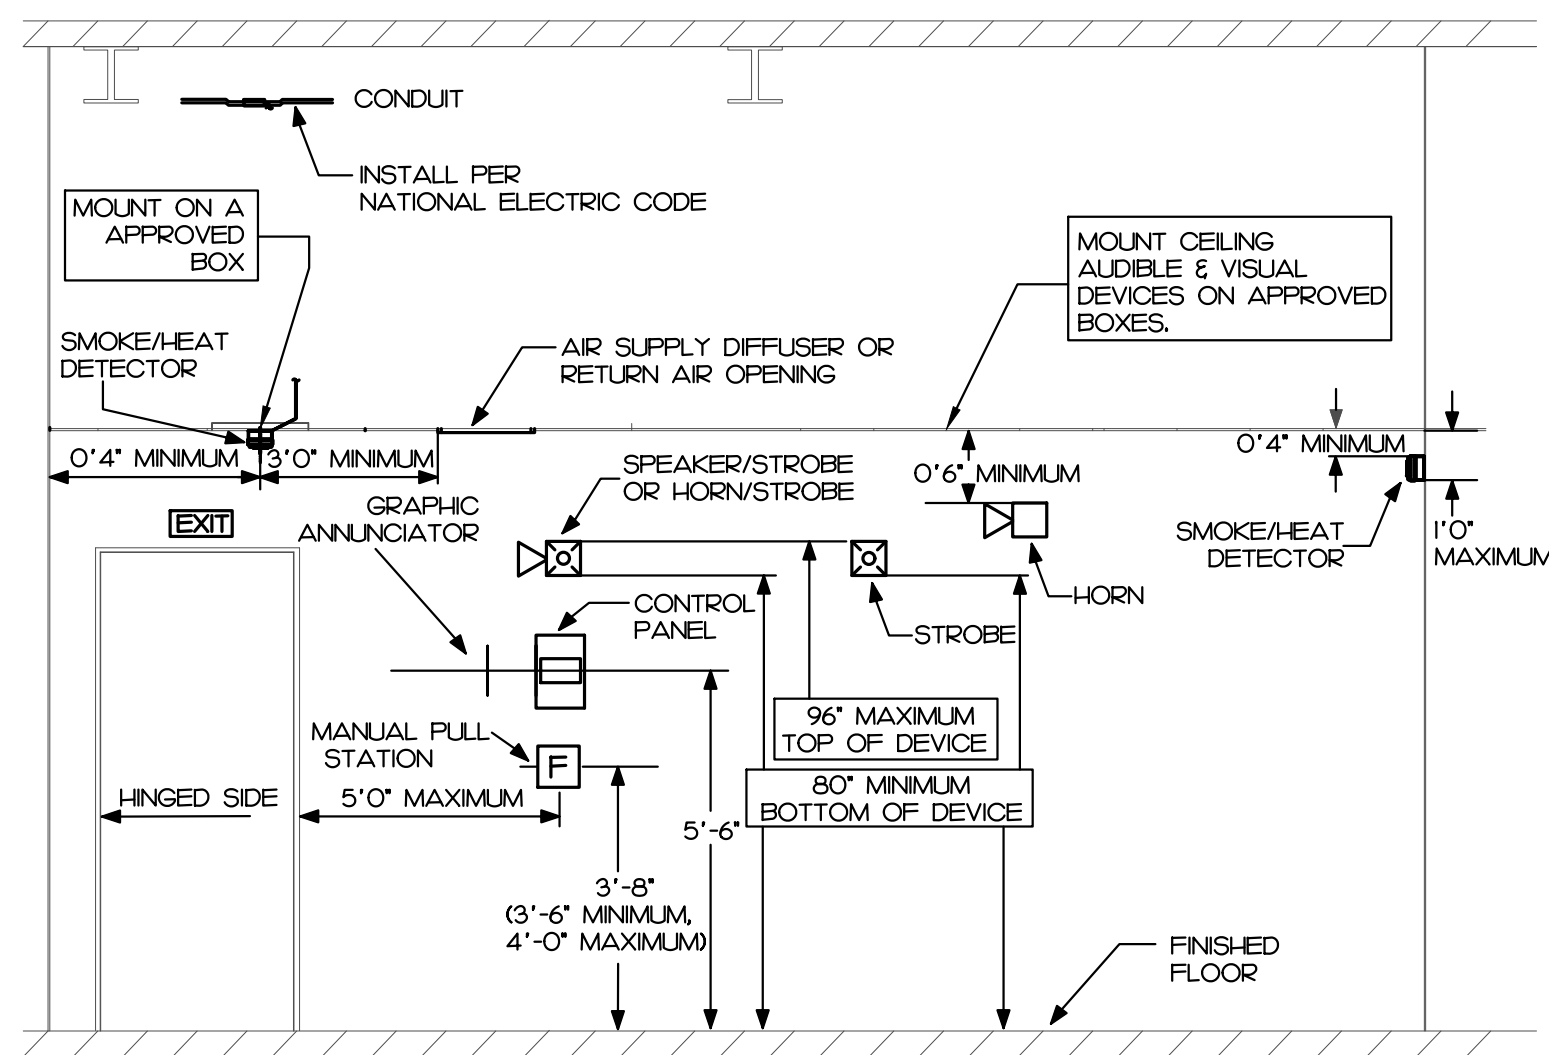 CONDUIT
INSTALL PER
NATIONAL ELECTRIC CODE
MOUNT ON A
APPROVED
BOX
MOUNT CEILING
AUDIBLE & VISUAL
DEVICES ON APPROVED
BOXES.
SMOKE/HEAT
DETECTOR
AIR SUPPLY DIFFUSER OR
RETURN AIR OPENING
0'4" MINIMUM
3'0" MINIMUM
SPEAKER/STROBE
OR HORN/STROBE
0'6" MINIMUM
0'4" MINIMUM
GRAPHIC
ANNUNCIATOR
EXIT
SMOKE/HEAT
DETECTOR
1'0"
MAXIMUM
HORN
CONTROL
PANEL
STROBE
96" MAXIMUM
TOP OF DEVICE
MANUAL PULL
STATION
F
80" MINIMUM
BOTTOM OF DEVICE
HINGED SIDE
5'0" MAXIMUM
5'-6"
3'-8"
(3'-6" MINIMUM,
4'-0" MAXIMUM)
FINISHED
FLOOR